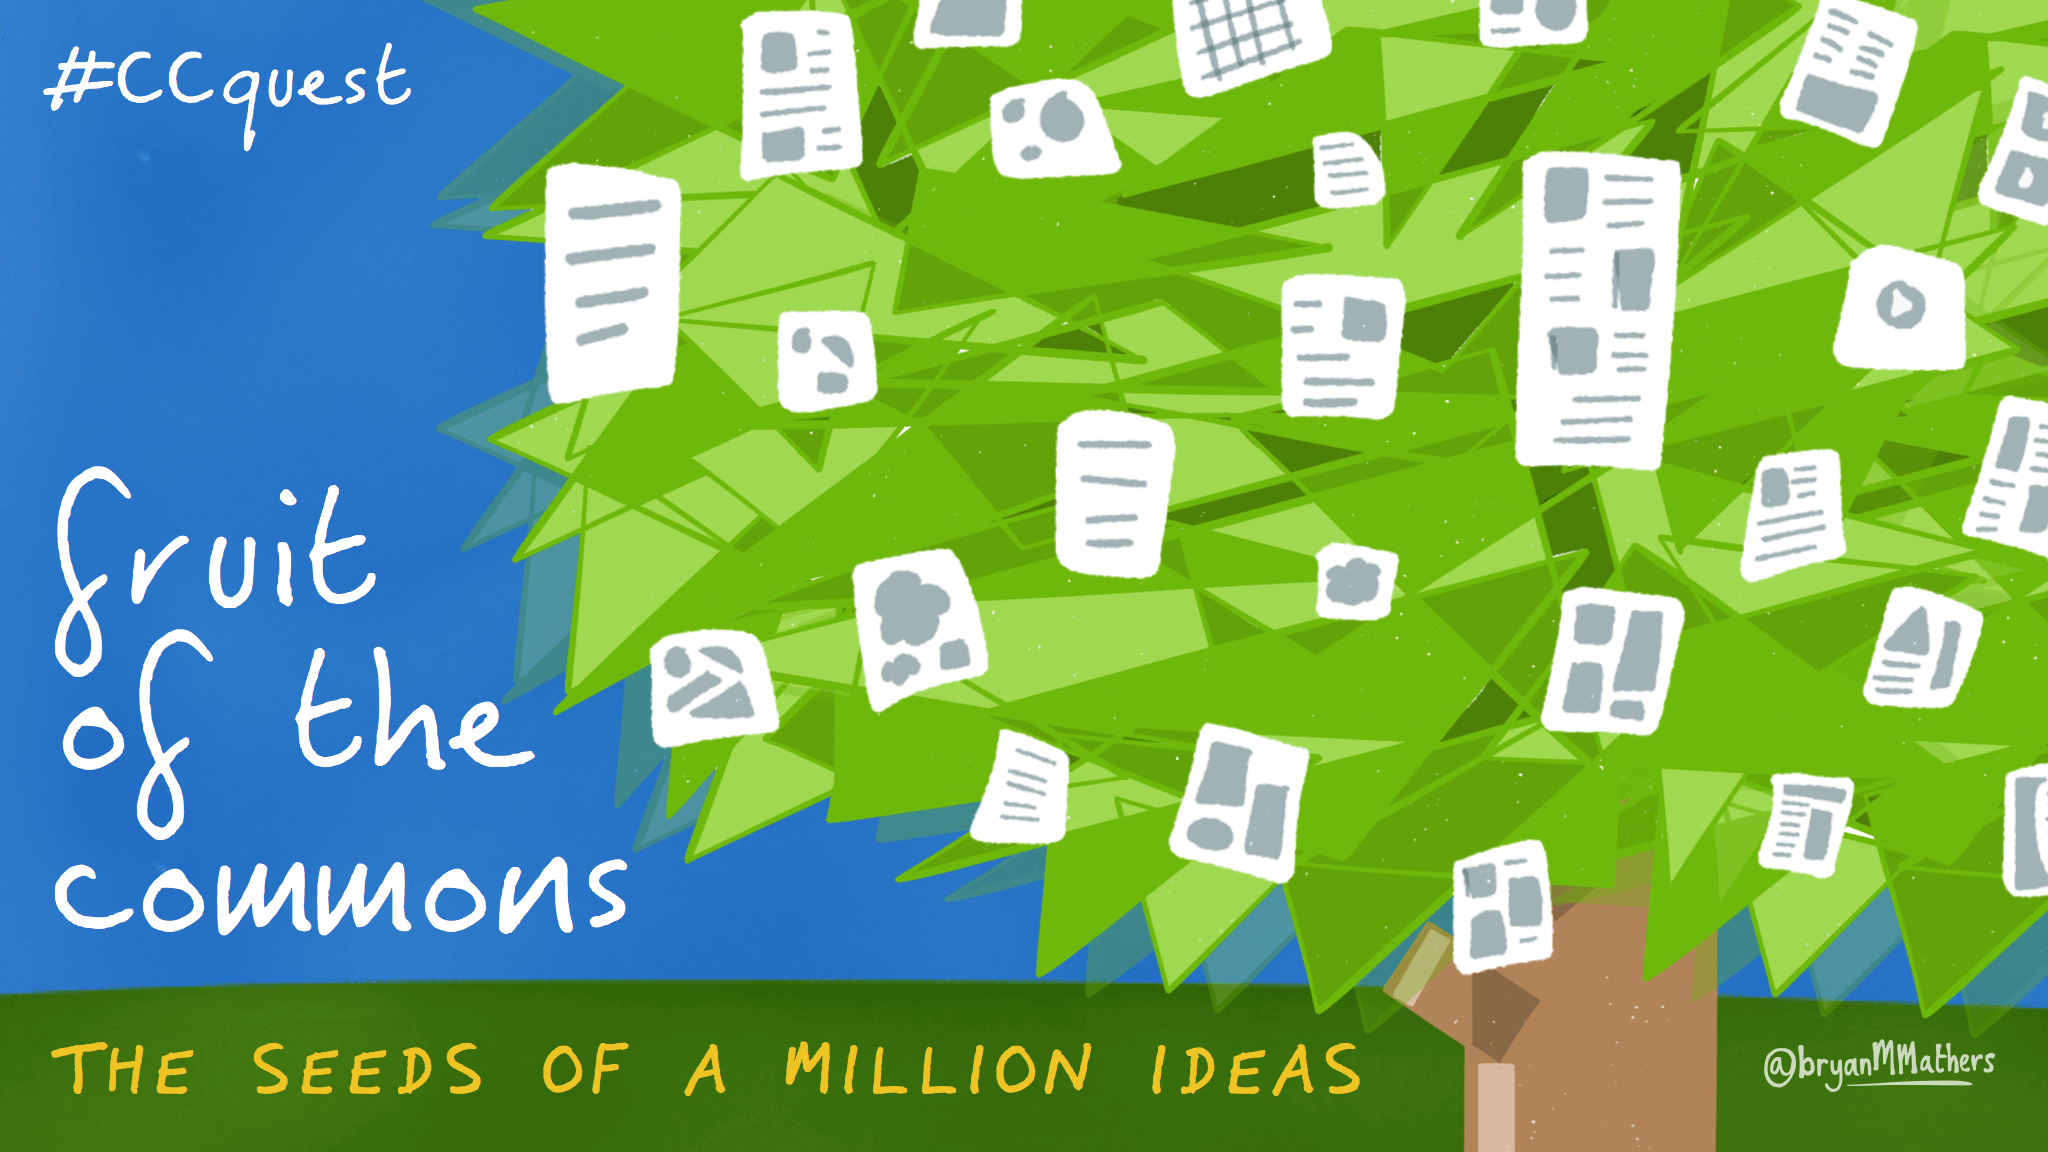 #CCquest
fruit
of the
commons
THE SEEDS OF A MILLION IDEAS
@bryanMMathers